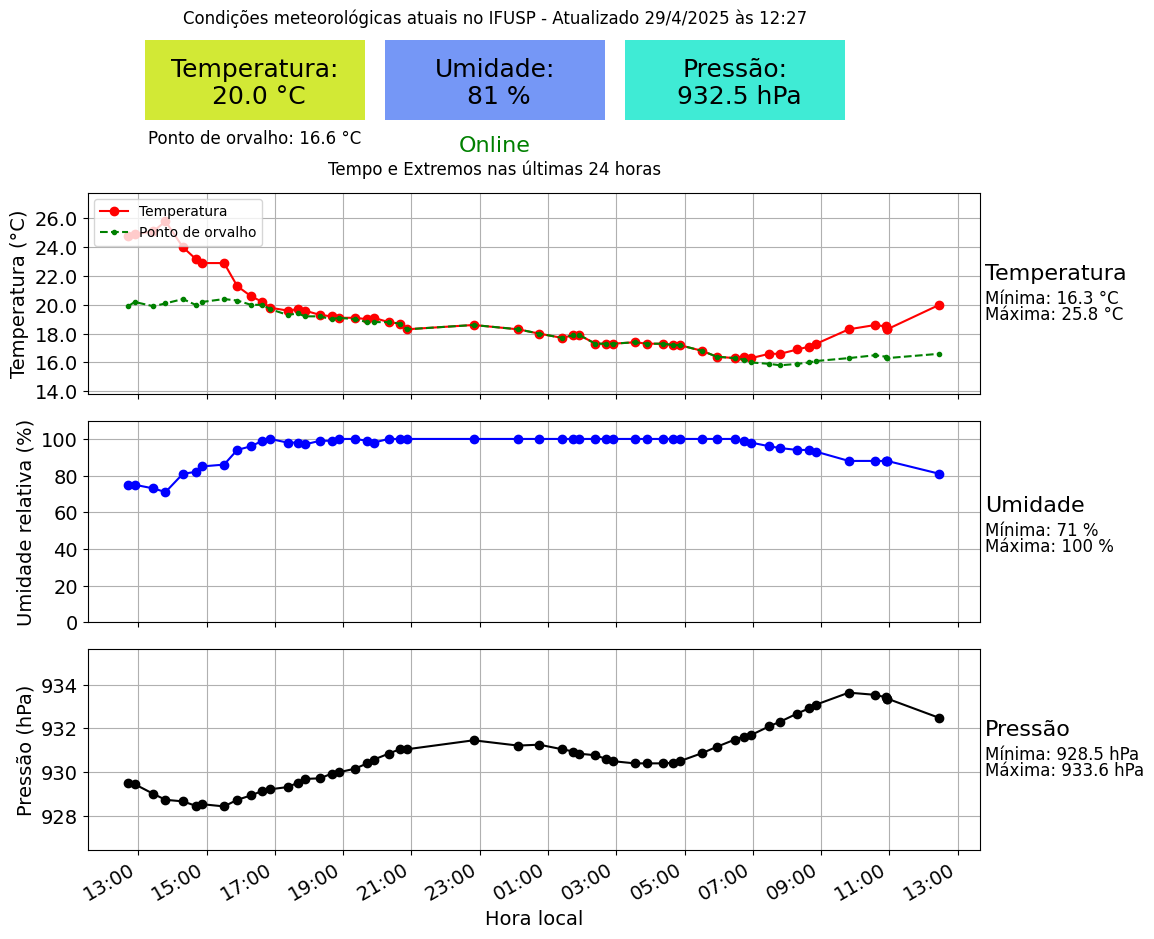 Condições meteorológicas atuais no IFUSP - Atualizado 29/4/2025 às 12:27
Temperatura:
20.0 °C
Umidade:
81 %
Pressão:
932.5 hPa
Ponto de orvalho: 16.6 °C
Online
Tempo e Extremos nas últimas 24 horas
Temperatura (°C)
26.0
24.0
22.0
20.0
18.0
16.0
14.0
Temperatura
Ponto de orvalho
Temperatura
Mínima: 16.3 °C
Máxima: 25.8 °C
Umidade relativa (%)
100
80
60
40
20
0
Umidade
Mínima: 71 %
Máxima: 100 %
Pressão (hPa)
934
932
930
928
Pressão
Mínima: 928.5 hPa
Máxima: 933.6 hPa
13:00
15:00
17:00
19:00
21:00
23:00
01:00
03:00
05:00
07:00
09:00
11:00
13:00
Hora local